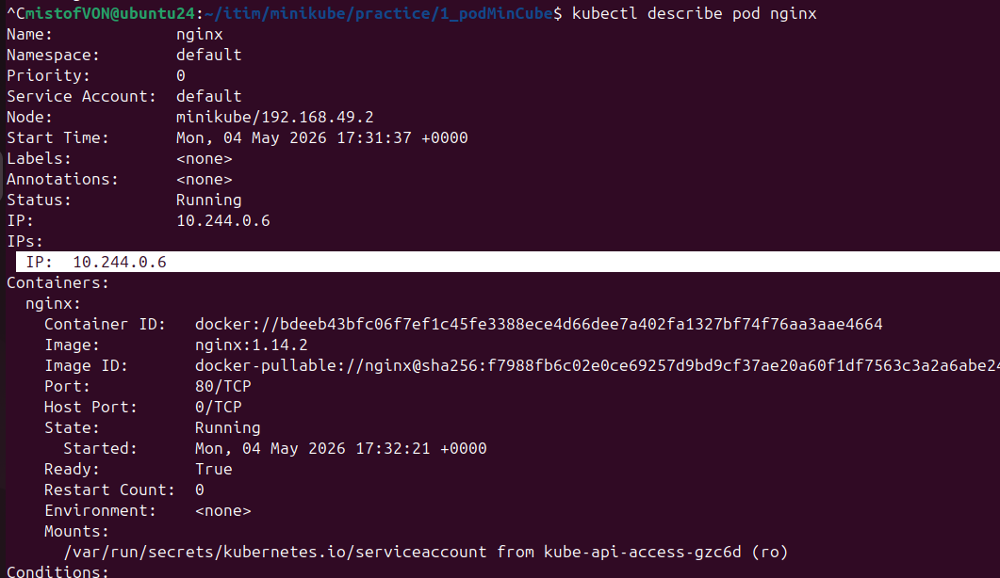 ^CmistofVON@ubuntu24:~/itim/minikube/practice/1_podMinCube$ kubectl describe pod nginx
Name:             nginx
Namespace:        default
Priority:         0
Service Account:  default
Node:             minikube/192.168.49.2
Start Time:       Mon, 04 May 2026 17:31:37 +0000
Labels:           <none>
Annotations:      <none>
Status:           Running
IP:               10.244.0.6
IPs:
  IP:  10.244.0.6
Containers:
  nginx:
    Container ID:   docker://bdeeb43bfc06f7ef1c45fe3388ece4d66dee7a402fa1327bf74f76aa3aae4664
    Image:          nginx:1.14.2
    Image ID:       docker-pullable://nginx@sha256:f7988fb6c02e0ce69257d9bd9cf37ae20a60f1df7563c3a2a6abe24
    Port:           80/TCP
    Host Port:      0/TCP
    State:          Running
      Started:      Mon, 04 May 2026 17:32:21 +0000
    Ready:          True
    Restart Count:  0
    Environment:    <none>
    Mounts:
      /var/run/secrets/kubernetes.io/serviceaccount from kube-api-access-gzc6d (ro)
Conditions: